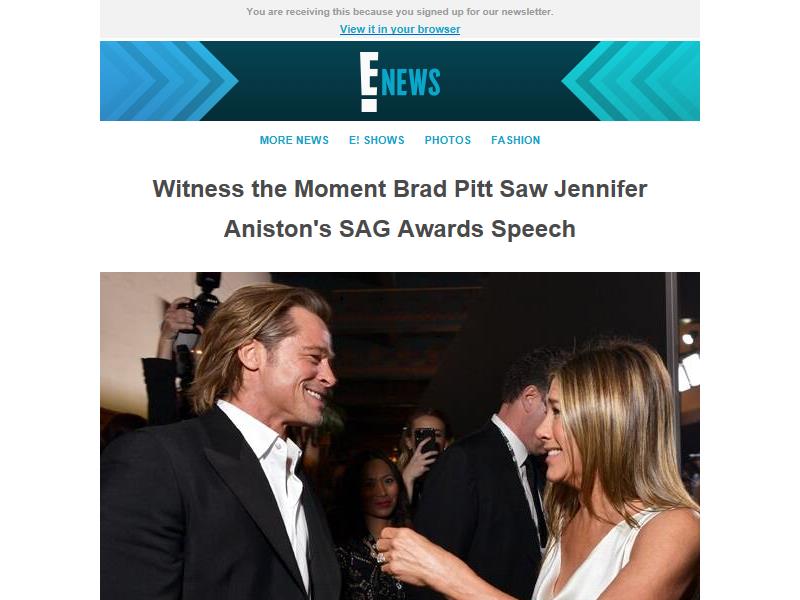 You are receiving this because you signed up for our newsletter.
View it in your browser
E! NEWS
MORE NEWS E! SHOWS PHOTOS FASHION
Witness the Moment Brad Pitt Saw Jennifer
Aniston's SAG Awards Speech